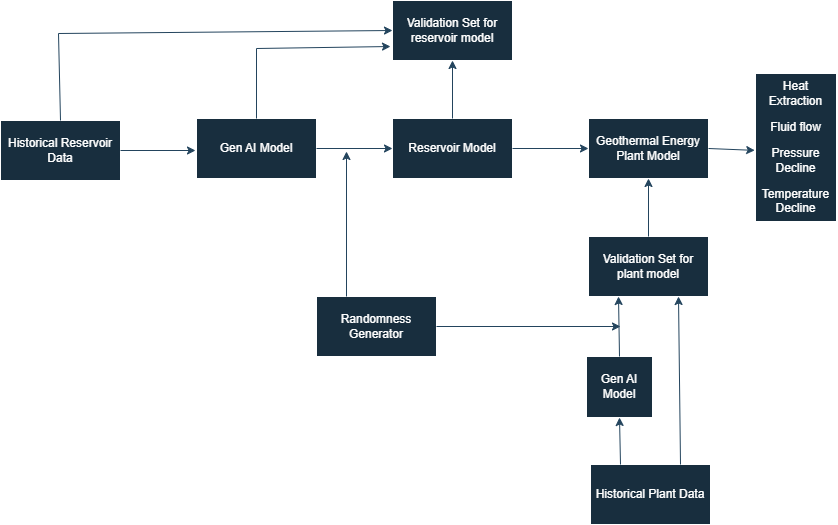 Validation Set for
reservoir model
Heat
Extraction
Fluid flow
Pressure
Decline
Temperature
Decline
Historical Reservoir
Data
Gen AI Model
Reservoir Model
Geothermal Energy
Plant Model
Validation Set for
plant model
Randomness
Generator
Gen AI
Model
Historical Plant Data